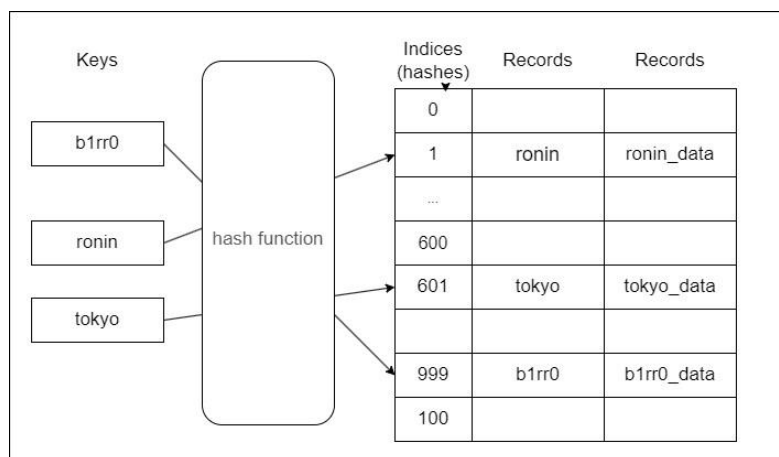 Keys
b1rr0
ronin
tokyo
hash function
Indices
(hashes)
Records
Records
0
1
ronin
ronin_data
...
600
601
tokyo
tokyo_data
999
b1rr0
b1rr0_data
100